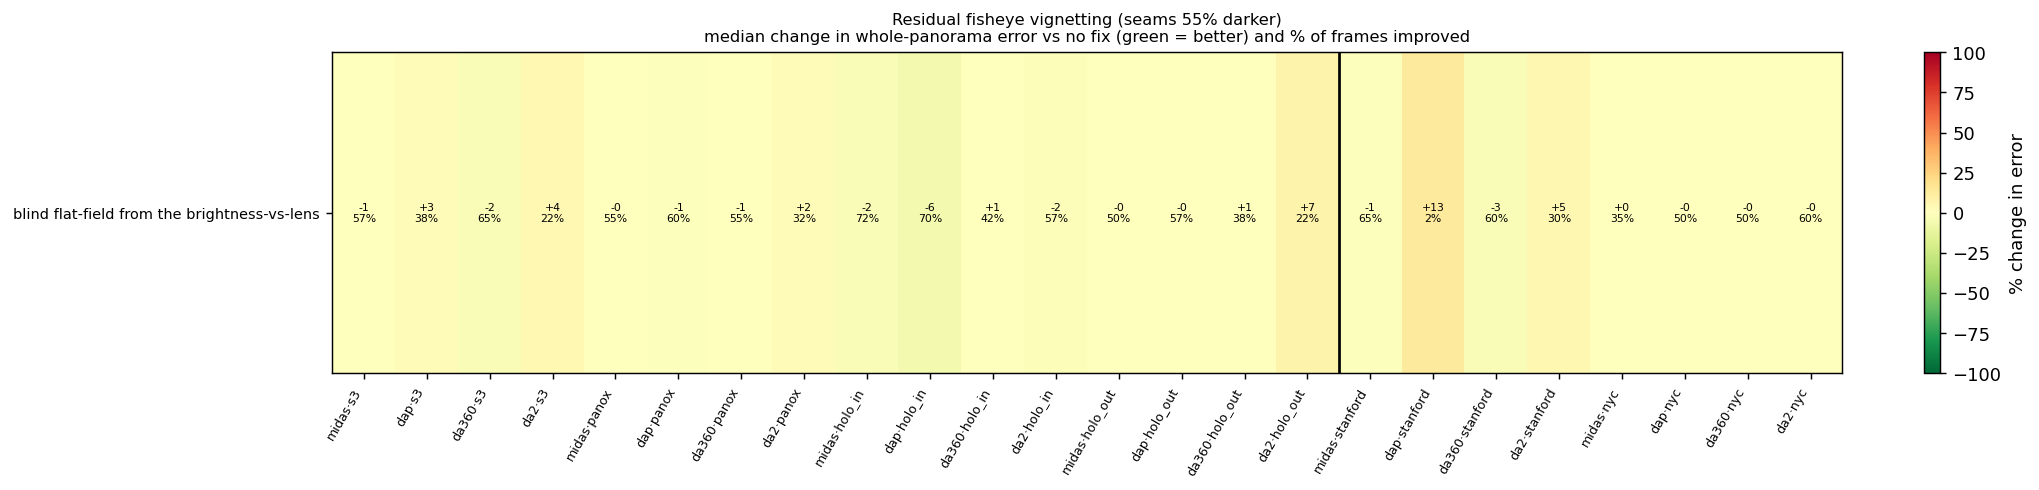 Residual fisheye vignetting (seams 55% darker)
median change in whole-panorama error vs no fix (green = better) and % of frames improved
blind flat-field from the brightness-vs-lens
-1 +3 -2 +4 -0 -1 -1 +2 -2 -6 +1 -2 -0 -0 +1 +7 -1 +13 -3 +5 +0 -0 -0 -0
57% 38% 65% 22% 55% 60% 55% 32% 72% 70% 42% 57% 50% 57% 38% 22% 65% 2% 60% 30% 35% 50% 50% 60%
midas·s3
dap·s3
da360·s3
da2·s3
midas·panox
dap·panox
da360·panox
da2·panox
midas·holo_in
dap·holo_in
da360·holo_in
da2·holo_in
midas·holo_out
dap·holo_out
da360·holo_out
da2·holo_out
midas·stanford
dap·stanford
da360·stanford
da2·stanford
midas·nyc
dap·nyc
da360·nyc
da2·nyc
100
75
50
25
0
−25
−50
−75
−100
% change in error